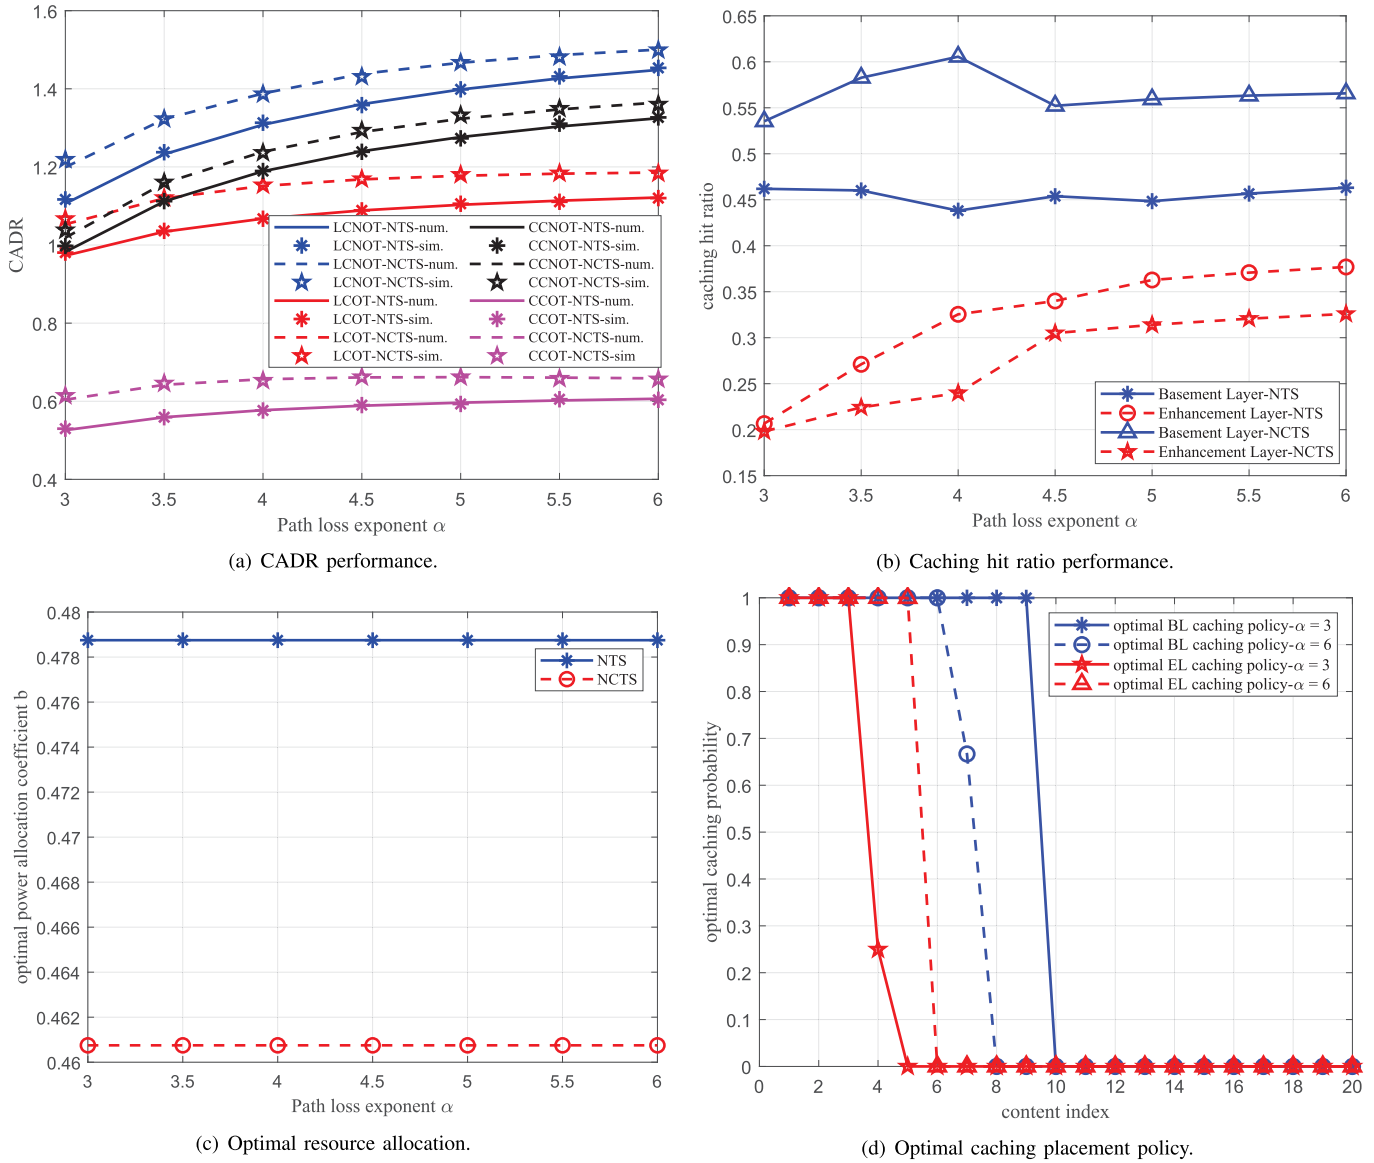 1.6
1.4
1.2
1
0.8
0.6
0.4
CADR
3 3.5 4 4.5 5 5.5 6
Path loss exponent α
LCNOT-NTS-num.
LCNOT-NTS-sim.
LCNOT-NCTS-num.
LCNOT-NCTS-sim.
LCOT-NTS-num.
LCOT-NTS-sim.
LCOT-NCTS-num.
LCOT-NCTS-sim.
CCNOT-NTS-num.
CCNOT-NTS-sim.
CCNOT-NCTS-num.
CCNOT-NCTS-sim.
CCOT-NTS-num.
CCOT-NTS-sim.
CCOT-NCTS-num.
CCOT-NCTS-sim
(a) CADR performance.
0.65
0.6
0.55
0.5
0.45
0.4
0.35
0.3
0.25
0.2
0.15
caching hit ratio
3 3.5 4 4.5 5 5.5 6
Path loss exponent α
Basement Layer-NTS
Enhancement Layer-NTS
Basement Layer-NCTS
Enhancement Layer-NCTS
(b) Caching hit ratio performance.
0.48
0.478
0.476
0.474
0.472
0.47
0.468
0.466
0.464
0.462
0.46
optimal power allocation coefficient b
3 3.5 4 4.5 5 5.5 6
Path loss exponent α
NTS
NCTS
(c) Optimal resource allocation.
1
0.9
0.8
0.7
0.6
0.5
0.4
0.3
0.2
0.1
0
optimal caching probability
0 2 4 6 8 10 12 14 16 18 20
content index
optimal BL caching policy-α = 3
optimal BL caching policy-α = 6
optimal EL caching policy-α = 3
optimal EL caching policy-α = 6
(d) Optimal caching placement policy.